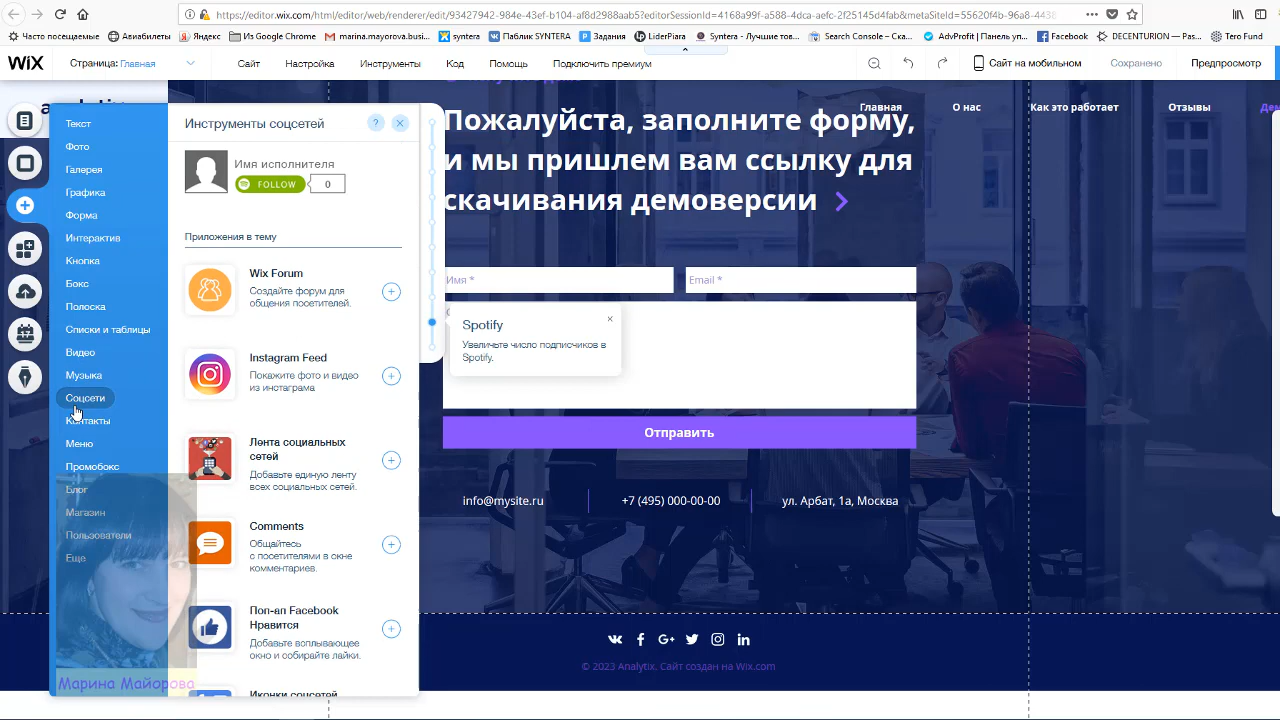 https://editor.wix.com/html/editor/web/renderer/edit/93427942-984e-43ef-b104-af8d2988aab5?editorSessionId=4168a99f-a588-4dca-aefc-2f25145d4fab&metaSiteId=55620f4b-96a8-4438
Часто посещаемые
Авиабилеты
Яндекс
Из Google Chrome
marina.mayorova.busi...
syntera
Паблик SYNTERA
Задания
LiderPiara
Syntera - Лучшие тов...
Search Console – Ска...
AdvProfit | Панель уп...
Facebook
DECENTURION — Раз...
Tero Fund
WiX
Страница: Главная
Сайт
Настройка
Инструменты
Код
Помощь
Подключить премиум
Сайт на мобильном
Сохранено
Предпросмотр
Главная
О нас
Как это работает
Отзывы
Текст
Фото
Галерея
Графика
Форма
Интерактив
Кнопка
Бокс
Полоска
Списки и таблицы
Видео
Музыка
Соцсети
Контакты
Меню
Промобокс
Блог
Магазин
Пользователи
Еще
Марина Майорова
Инструменты соцсетей
?
Имя исполнителя
FOLLOW
0
Приложения в тему
Wix Forum
Создайте форум для
общения посетителей.
Instagram Feed
Покажите фото и видео
из инстаграма
Лента социальных
сетей
Добавьте единую ленту
всех социальных сетей.
Comments
Общайтесь
с посетителями в окне
комментариев.
Поп-ап Facebook
Нравится
Добавьте всплывающее
окно и собирайте лайки.
Иконки соцсетей
Пожалуйста, заполните форму,
и мы пришлем вам ссылку для
скачивания демоверсии
Имя *
Email *
Spotify
Увеличьте число подписчиков в
Spotify.
Отправить
info@mysite.ru
+7 (495) 000-00-00
ул. Арбат, 1а, Москва
© 2023 Analytix. Сайт создан на Wix.com